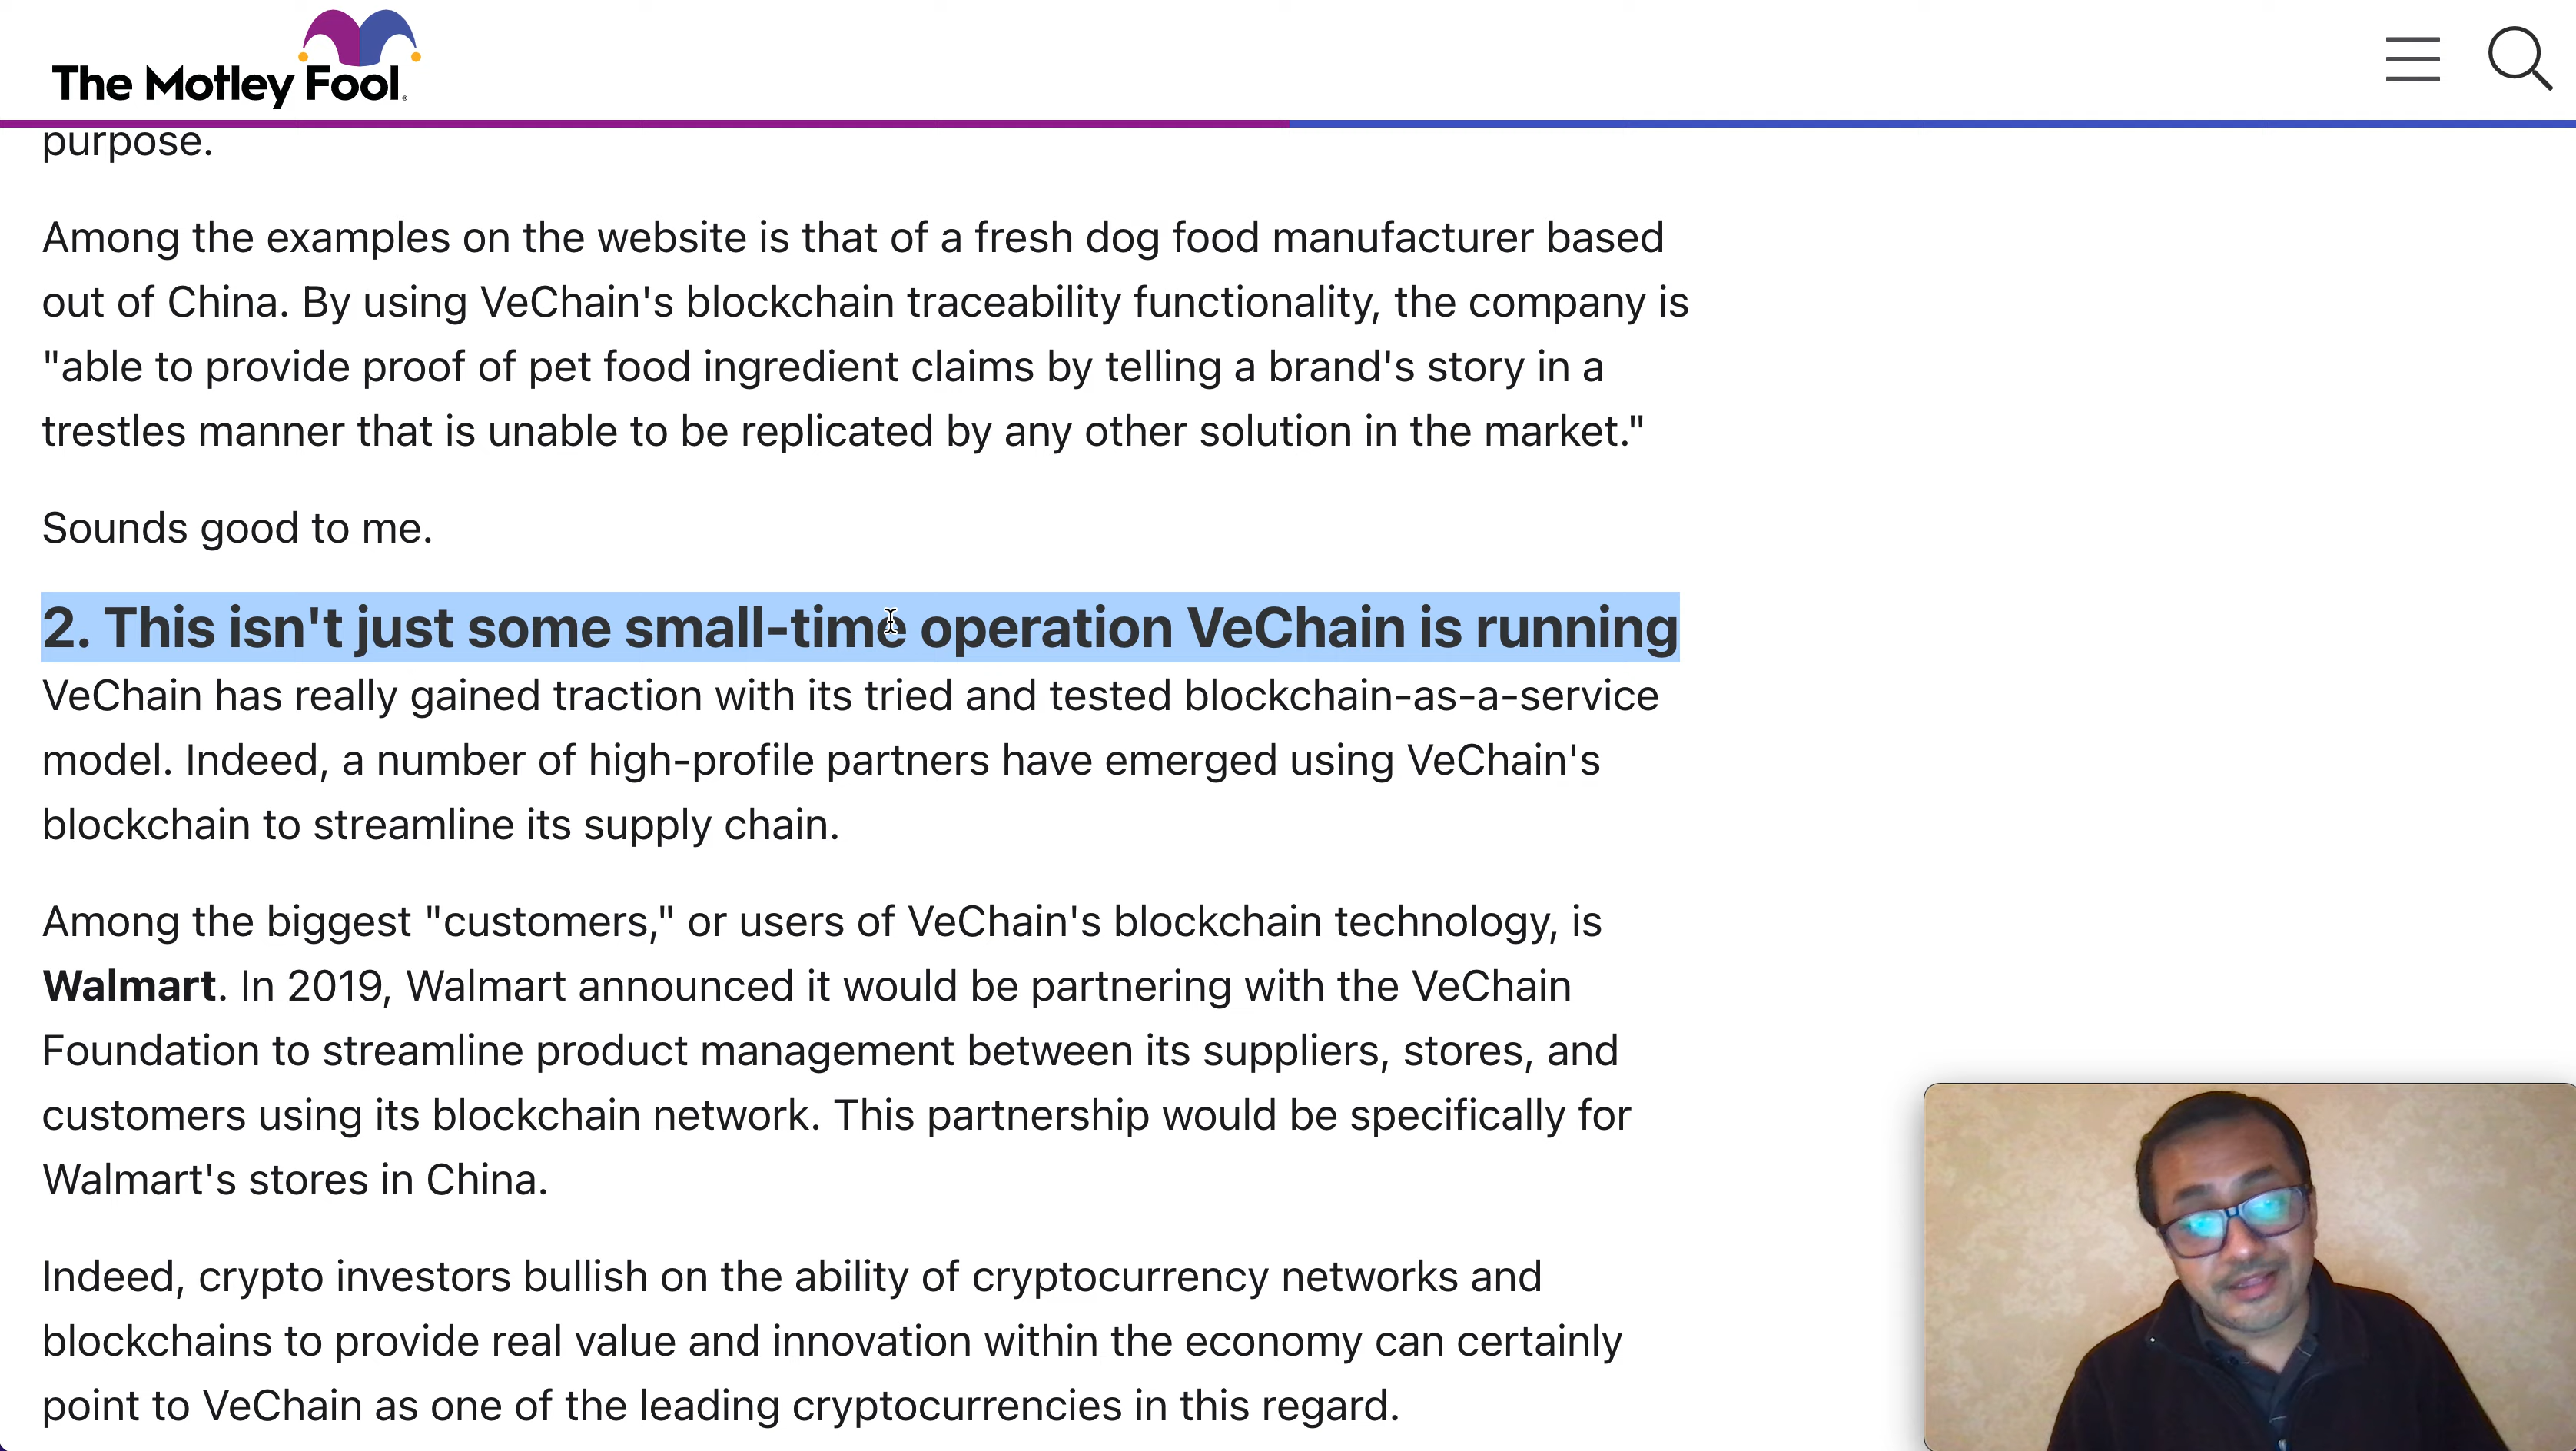 The Motley Fool
purpose.
Among the examples on the website is that of a fresh dog food manufacturer based
out of China. By using VeChain's blockchain traceability functionality, the company is
"able to provide proof of pet food ingredient claims by telling a brand's story in a
trestles manner that is unable to be replicated by any other solution in the market."
Sounds good to me.
2. This isn't just some small-time operation VeChain is running
VeChain has really gained traction with its tried and tested blockchain-as-a-service
model. Indeed, a number of high-profile partners have emerged using VeChain's
blockchain to streamline its supply chain.
Among the biggest "customers," or users of VeChain's blockchain technology, is
Walmart. In 2019, Walmart announced it would be partnering with the VeChain
Foundation to streamline product management between its suppliers, stores, and
customers using its blockchain network. This partnership would be specifically for
Walmart's stores in China.
Indeed, crypto investors bullish on the ability of cryptocurrency networks and
blockchains to provide real value and innovation within the economy can certainly
point to VeChain as one of the leading cryptocurrencies in this regard.